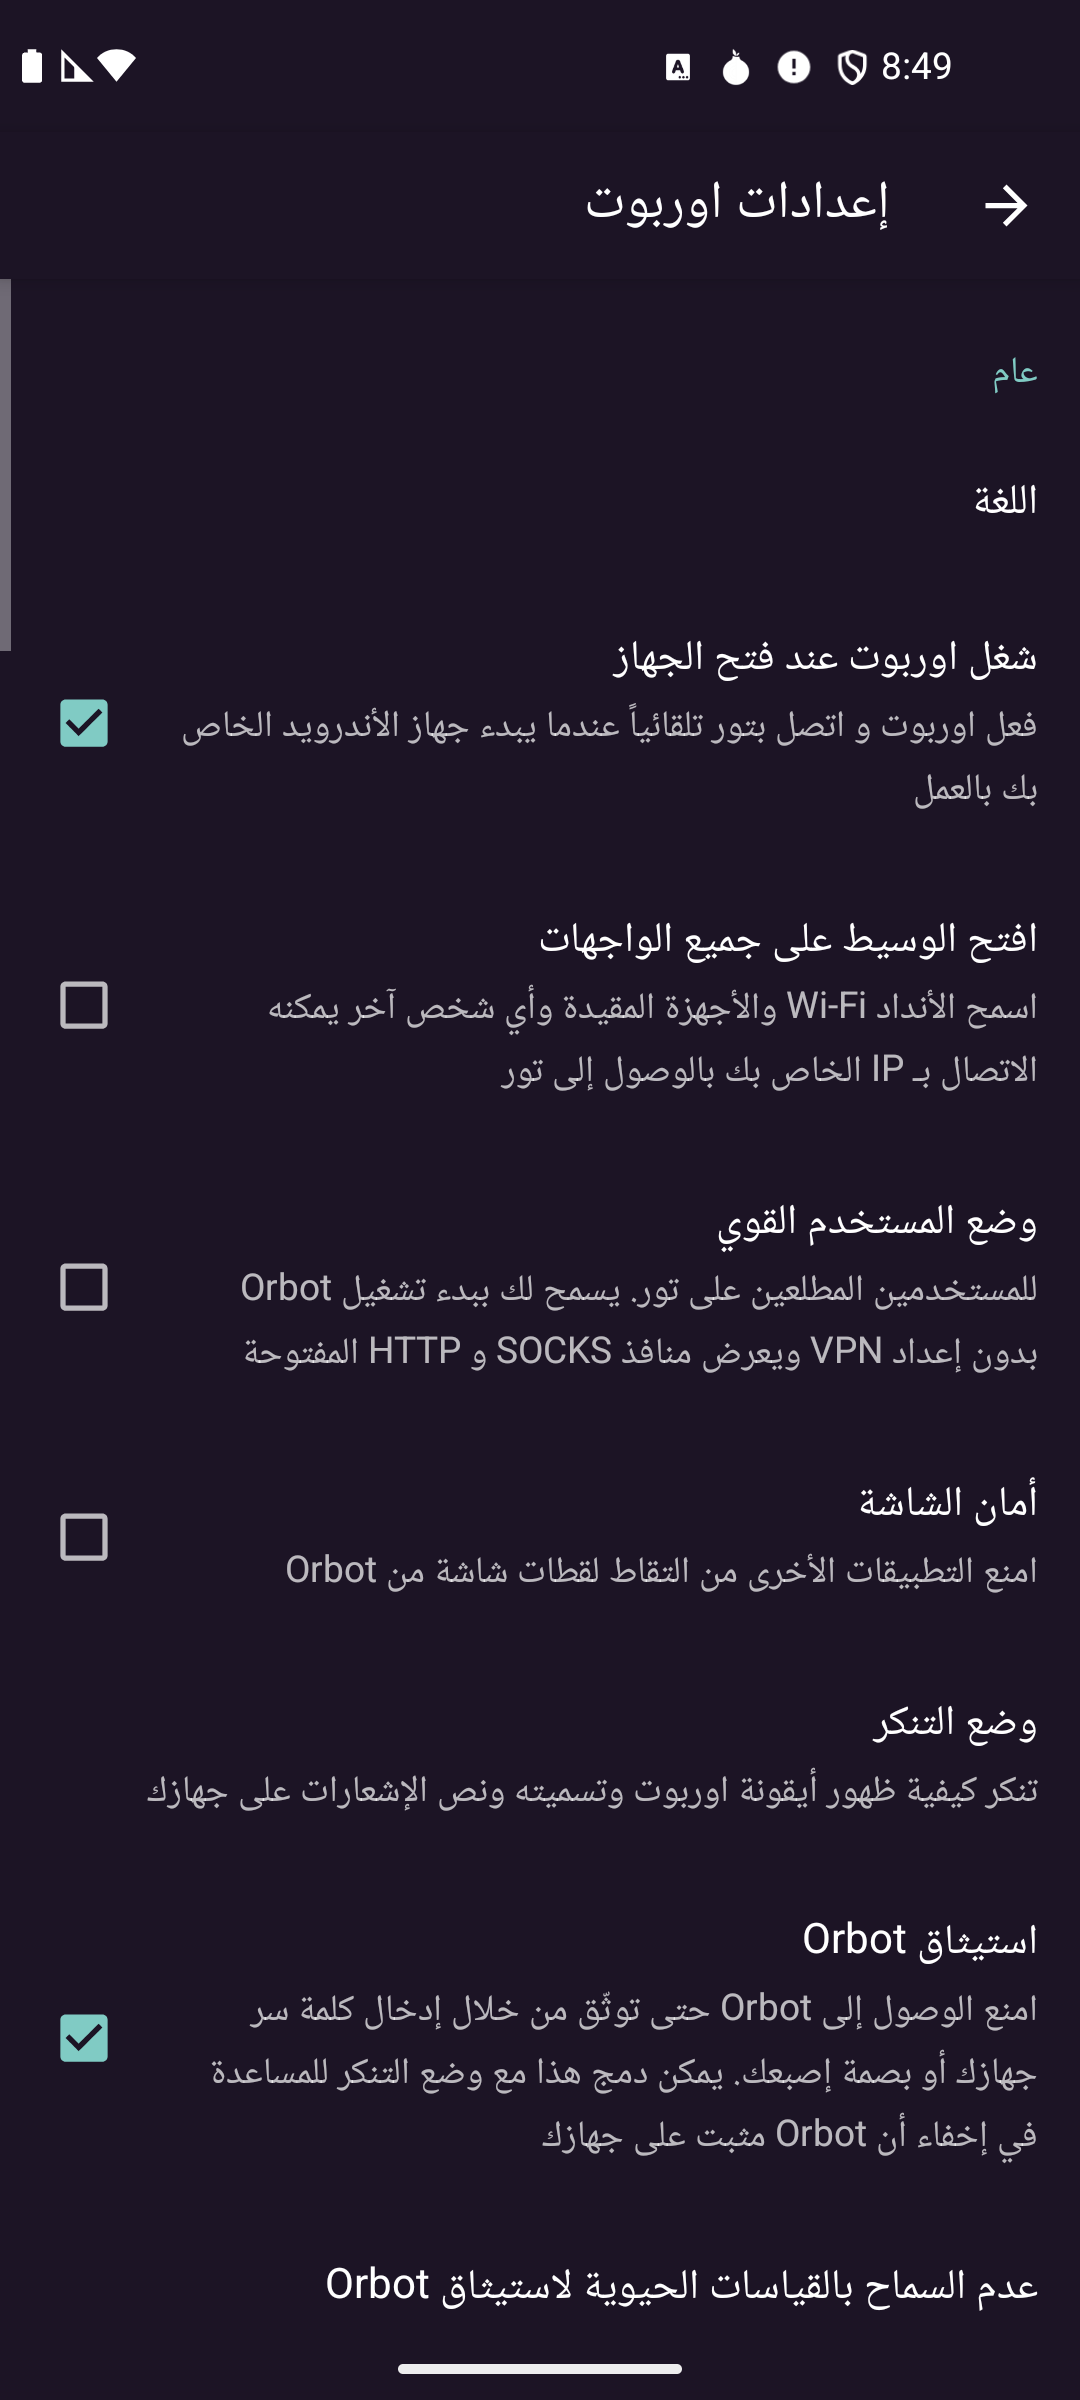 8:49
إعدادات اوربوت
عام
اللغة
شغل اوربوت عند فتح الجهاز
فعل اوربوت و اتصل بتور تلقائياً عندما يبدء جهاز الأندرويد الخاص
بك بالعمل
افتح الوسيط على جميع الواجهات
اسمح الأنداد Wi-Fi والأجهزة المقيدة وأي شخص آخر يمكنه
الاتصال بـ IP الخاص بك بالوصول إلى تور
وضع المستخدم القوي
للمستخدمين المطلعين على تور. يسمح لك ببدء تشغيل Orbot
بدون إعداد VPN ويعرض منافذ SOCKS و HTTP المفتوحة
أمان الشاشة
امنع التطبيقات الأخرى من التقاط لقطات شاشة من Orbot
وضع التنكر
تنكر كيفية ظهور أيقونة اوربوت وتسميته ونص الإشعارات على جهازك
استيثاق Orbot
امنع الوصول إلى Orbot حتى توثّق من خلال إدخال كلمة سر
جهازك أو بصمة إصبعك. يمكن دمج هذا مع وضع التنكر للمساعدة
في إخفاء أن Orbot مثبت على جهازك
عدم السماح بالقياسات الحيوية لاستيثاق Orbot